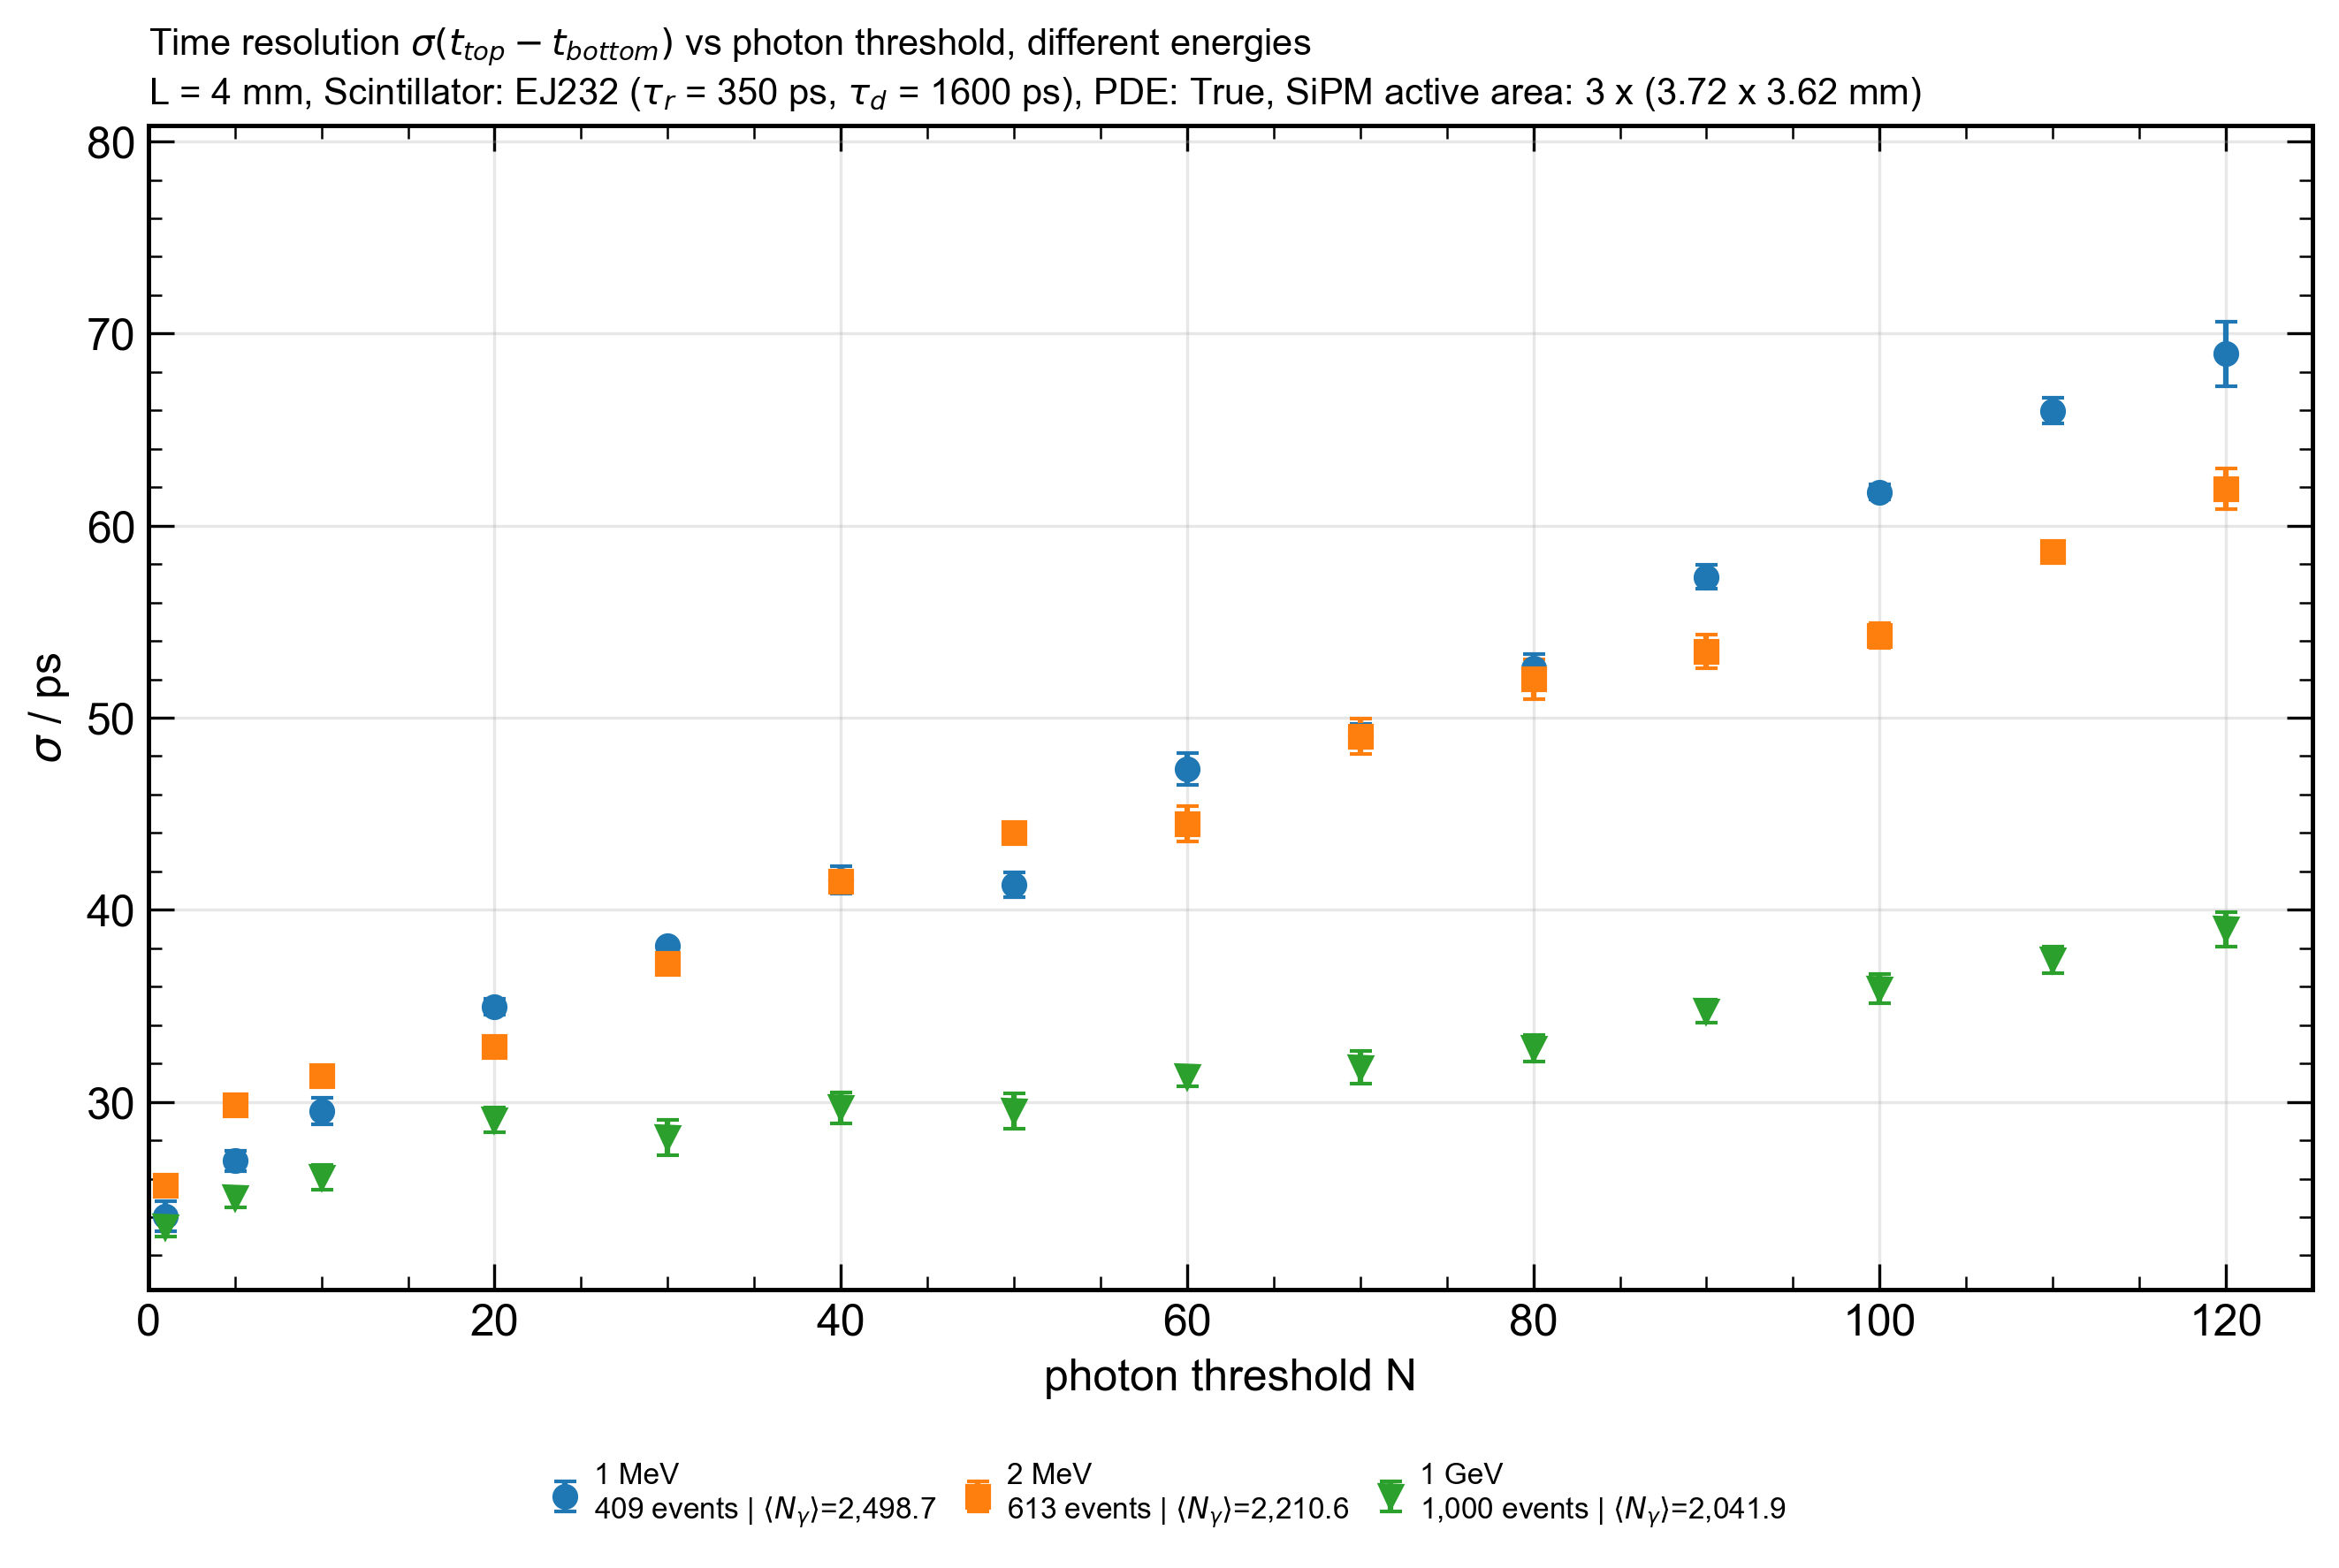 Time resolution σ(t_top − t_bottom) vs photon threshold, different energies
L = 4 mm, Scintillator: EJ232 (τ_r = 350 ps, τ_d = 1600 ps), PDE: True, SiPM active area: 3 x (3.72 x 3.62 mm)
80
70
60
50
40
30
σ / ps
0 20 40 60 80 100 120
photon threshold N
1 MeV
409 events | ⟨N_γ⟩=2,498.7
2 MeV
613 events | ⟨N_γ⟩=2,210.6
1 GeV
1,000 events | ⟨N_γ⟩=2,041.9